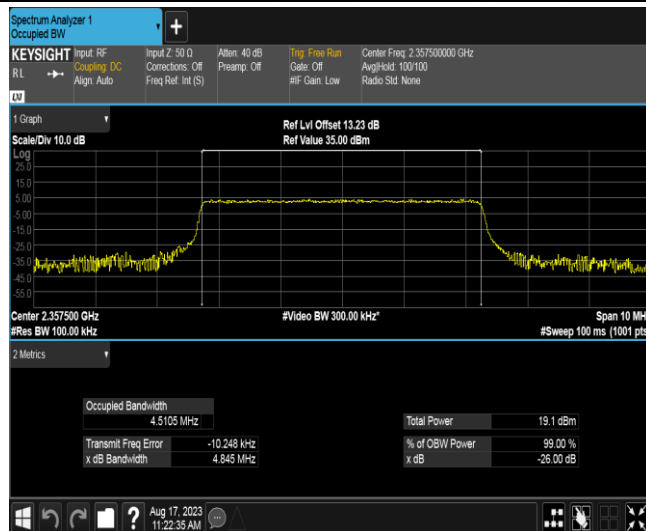 Spectrum Analyzer 1
Occupied BW
+
KEYSIGHT Input: RF Input Z: 50 Ω Atten: 40 dB Trig: Free Run Center Freq: 2.357500000 GHz
RL Coupling: DC Corrections: Off Preamp: Off Gate: Off Avg|Hold: 100/100
Align: Auto Freq Ref: Int (S) #IF Gain: Low Radio Std: None
LXI
1 Graph Ref Lvl Offset 13.23 dB
Scale/Div 10.0 dB Ref Value 35.00 dBm
Log
25.0
15.0
5.00
-5.00
-15.0
-25.0
-35.0
-45.0
-55.0
Center 2.357500 GHz #Video BW 300.00 kHz* Span 10 MH
#Res BW 100.00 kHz #Sweep 100 ms (1001 pts
2 Metrics
Occupied Bandwidth
4.5105 MHz Total Power 19.1 dBm
Transmit Freq Error -10.248 kHz % of OBW Power 99.00 %
x dB Bandwidth 4.845 MHz x dB -26.00 dB
? Aug 17, 2023
11:22:35 AM